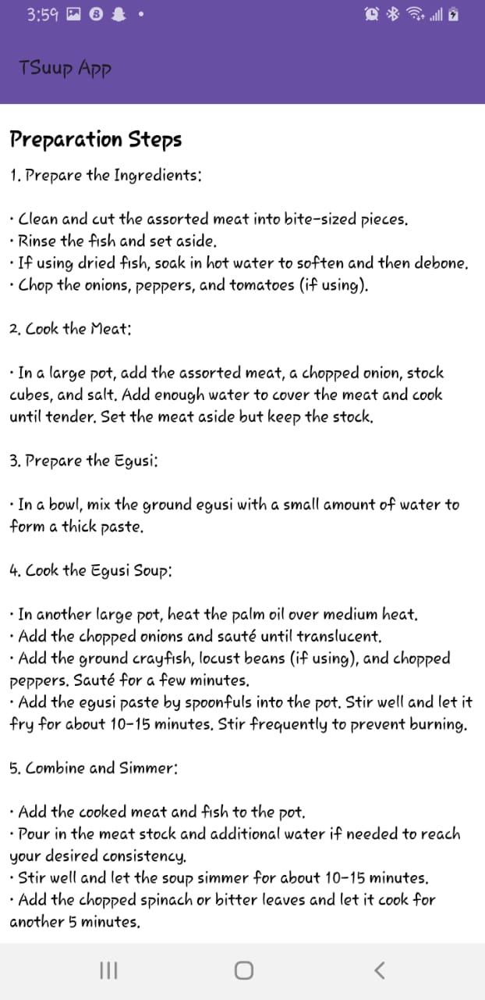 3:59
TSuup App
Preparation Steps
1. Prepare the Ingredients:
· Clean and cut the assorted meat into bite-sized pieces.
· Rinse the fish and set aside.
· If using dried fish, soak in hot water to soften and then debone.
· Chop the onions, peppers, and tomatoes (if using).
2. Cook the Meat:
· In a large pot, add the assorted meat, a chopped onion, stock
cubes, and salt. Add enough water to cover the meat and cook
until tender. Set the meat aside but keep the stock.
3. Prepare the Egusi:
· In a bowl, mix the ground egusi with a small amount of water to
form a thick paste.
4. Cook the Egusi Soup:
· In another large pot, heat the palm oil over medium heat.
· Add the chopped onions and sauté until translucent.
· Add the ground crayfish, locust beans (if using), and chopped
peppers. Sauté for a few minutes.
· Add the egusi paste by spoonfuls into the pot. Stir well and let it
fry for about 10-15 minutes. Stir frequently to prevent burning.
5. Combine and Simmer:
· Add the cooked meat and fish to the pot.
· Pour in the meat stock and additional water if needed to reach
your desired consistency.
· Stir well and let the soup simmer for about 10-15 minutes.
· Add the chopped spinach or bitter leaves and let it cook for
another 5 minutes.